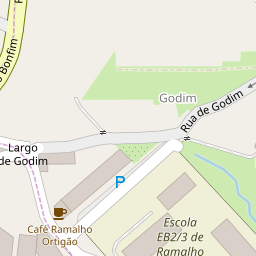 Bonfim
Godim
Rua de Godim
Largo
de Godim
P
Café Ramalho
Ortigão
Escola
EB2/3 de
Ramalho